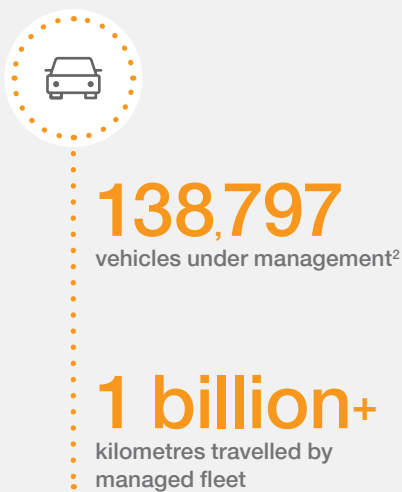 138,797
vehicles under management²
1 billion+
kilometres travelled by
managed fleet